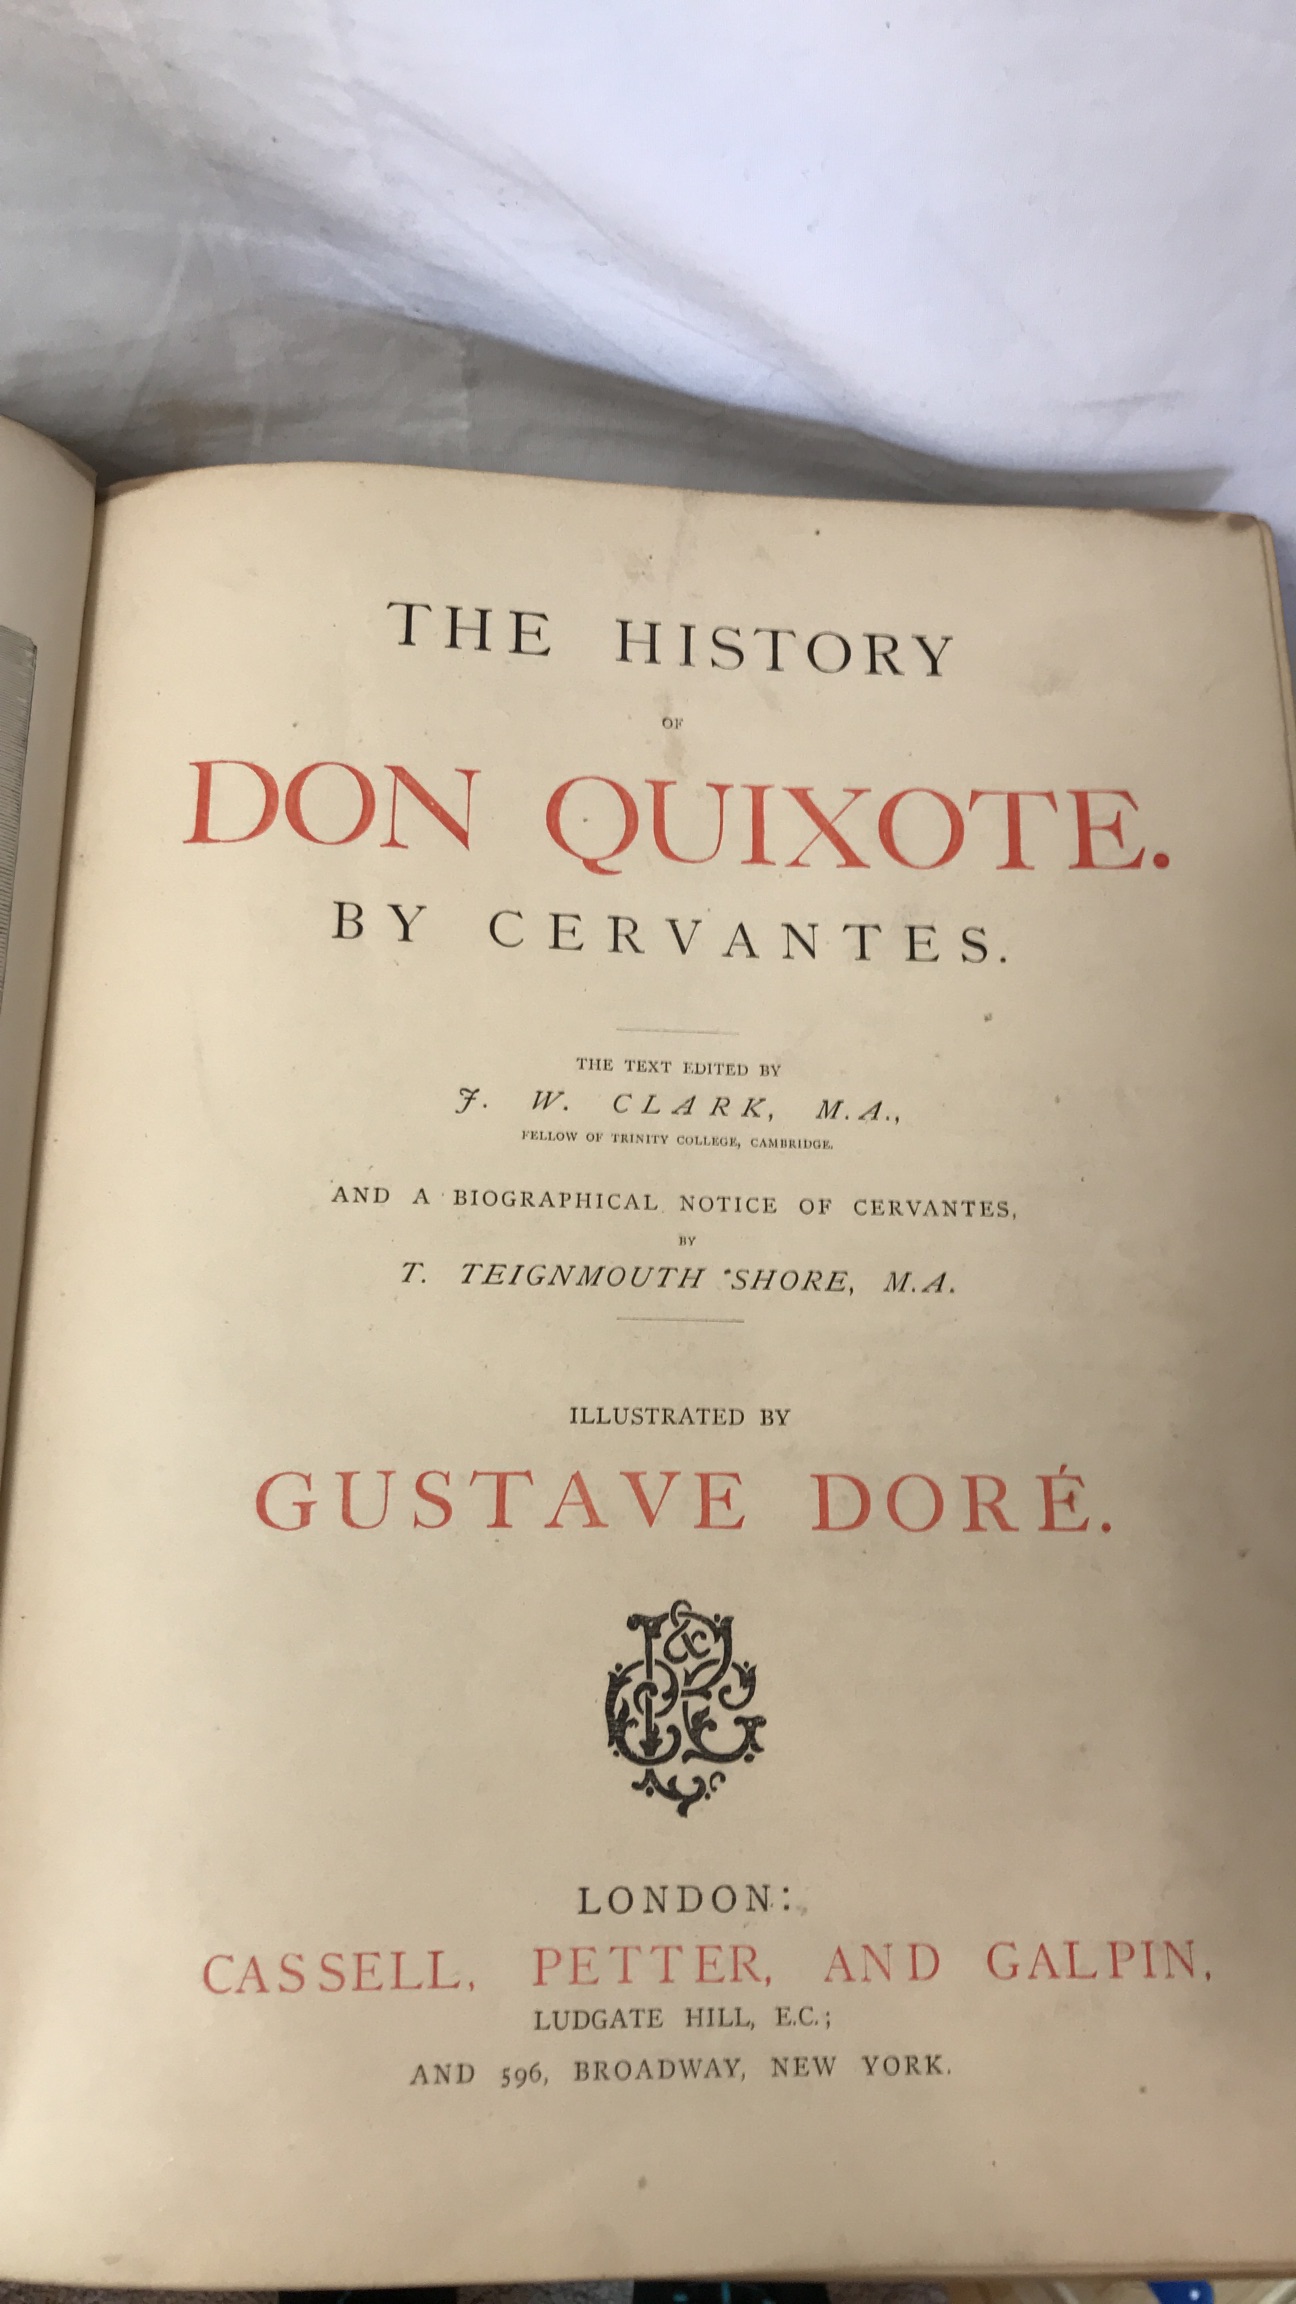 THE HISTORY
OF
DON QUIXOTE.
BY CERVANTES.
THE TEXT EDITED BY
J. W. CLARK, M.A.,
FELLOW OF TRINITY COLLEGE, CAMBRIDGE,
AND A BIOGRAPHICAL NOTICE OF CERVANTES,
BY
T. TEIGNMOUTH SHORE, M.A.
ILLUSTRATED BY
GUSTAVE DORÉ.
LONDON:
CASSELL, PETTER, AND GALPIN,
LUDGATE HILL, E.C.;
AND 596, BROADWAY, NEW YORK.